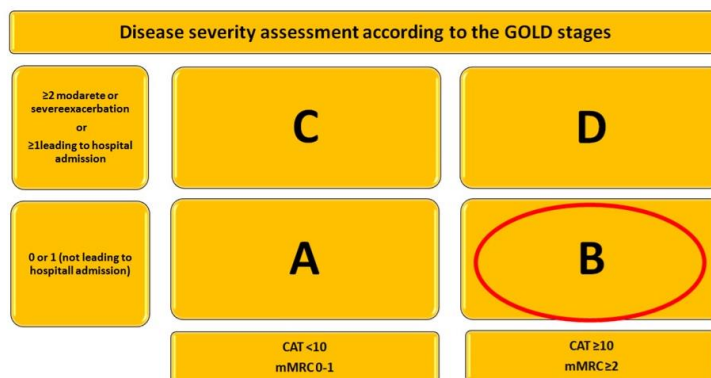 Disease severity assessment according to the GOLD stages
≥2 modarete or
severeexacerbation
or
≥1leading to hospital
admission
C
D
0 or 1 (not leading to
hospitall admission)
A
B
CAT <10
mMRC 0-1
CAT ≥10
mMRC ≥2